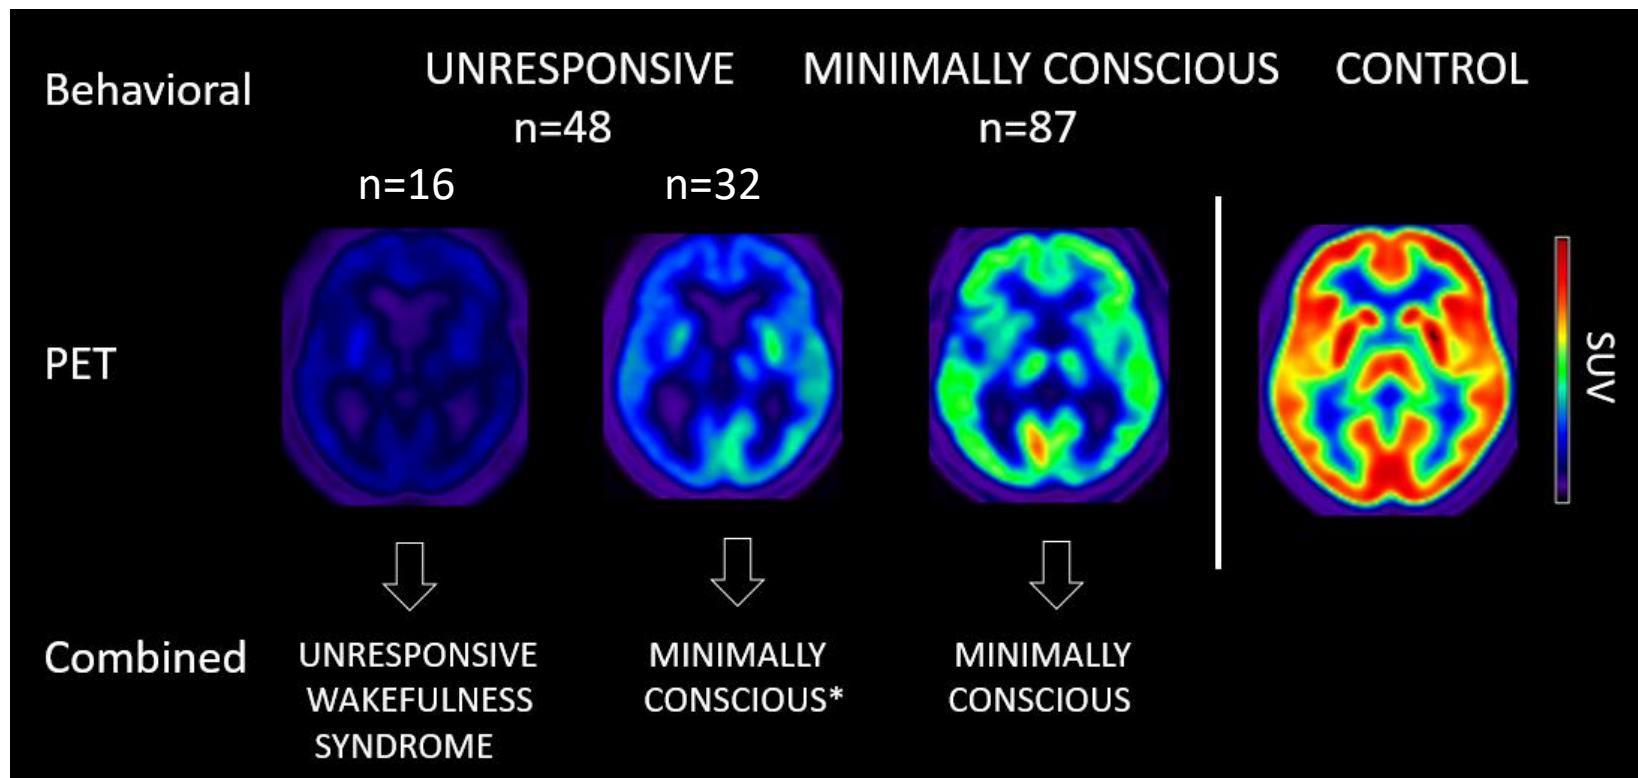 Behavioral
UNRESPONSIVE
n=48
MINIMALLY CONSCIOUS
n=87
CONTROL
n=16
n=32
PET
SUV
Combined
UNRESPONSIVE
WAKEFULNESS
SYNDROME
MINIMALLY
CONSCIOUS*
MINIMALLY
CONSCIOUS